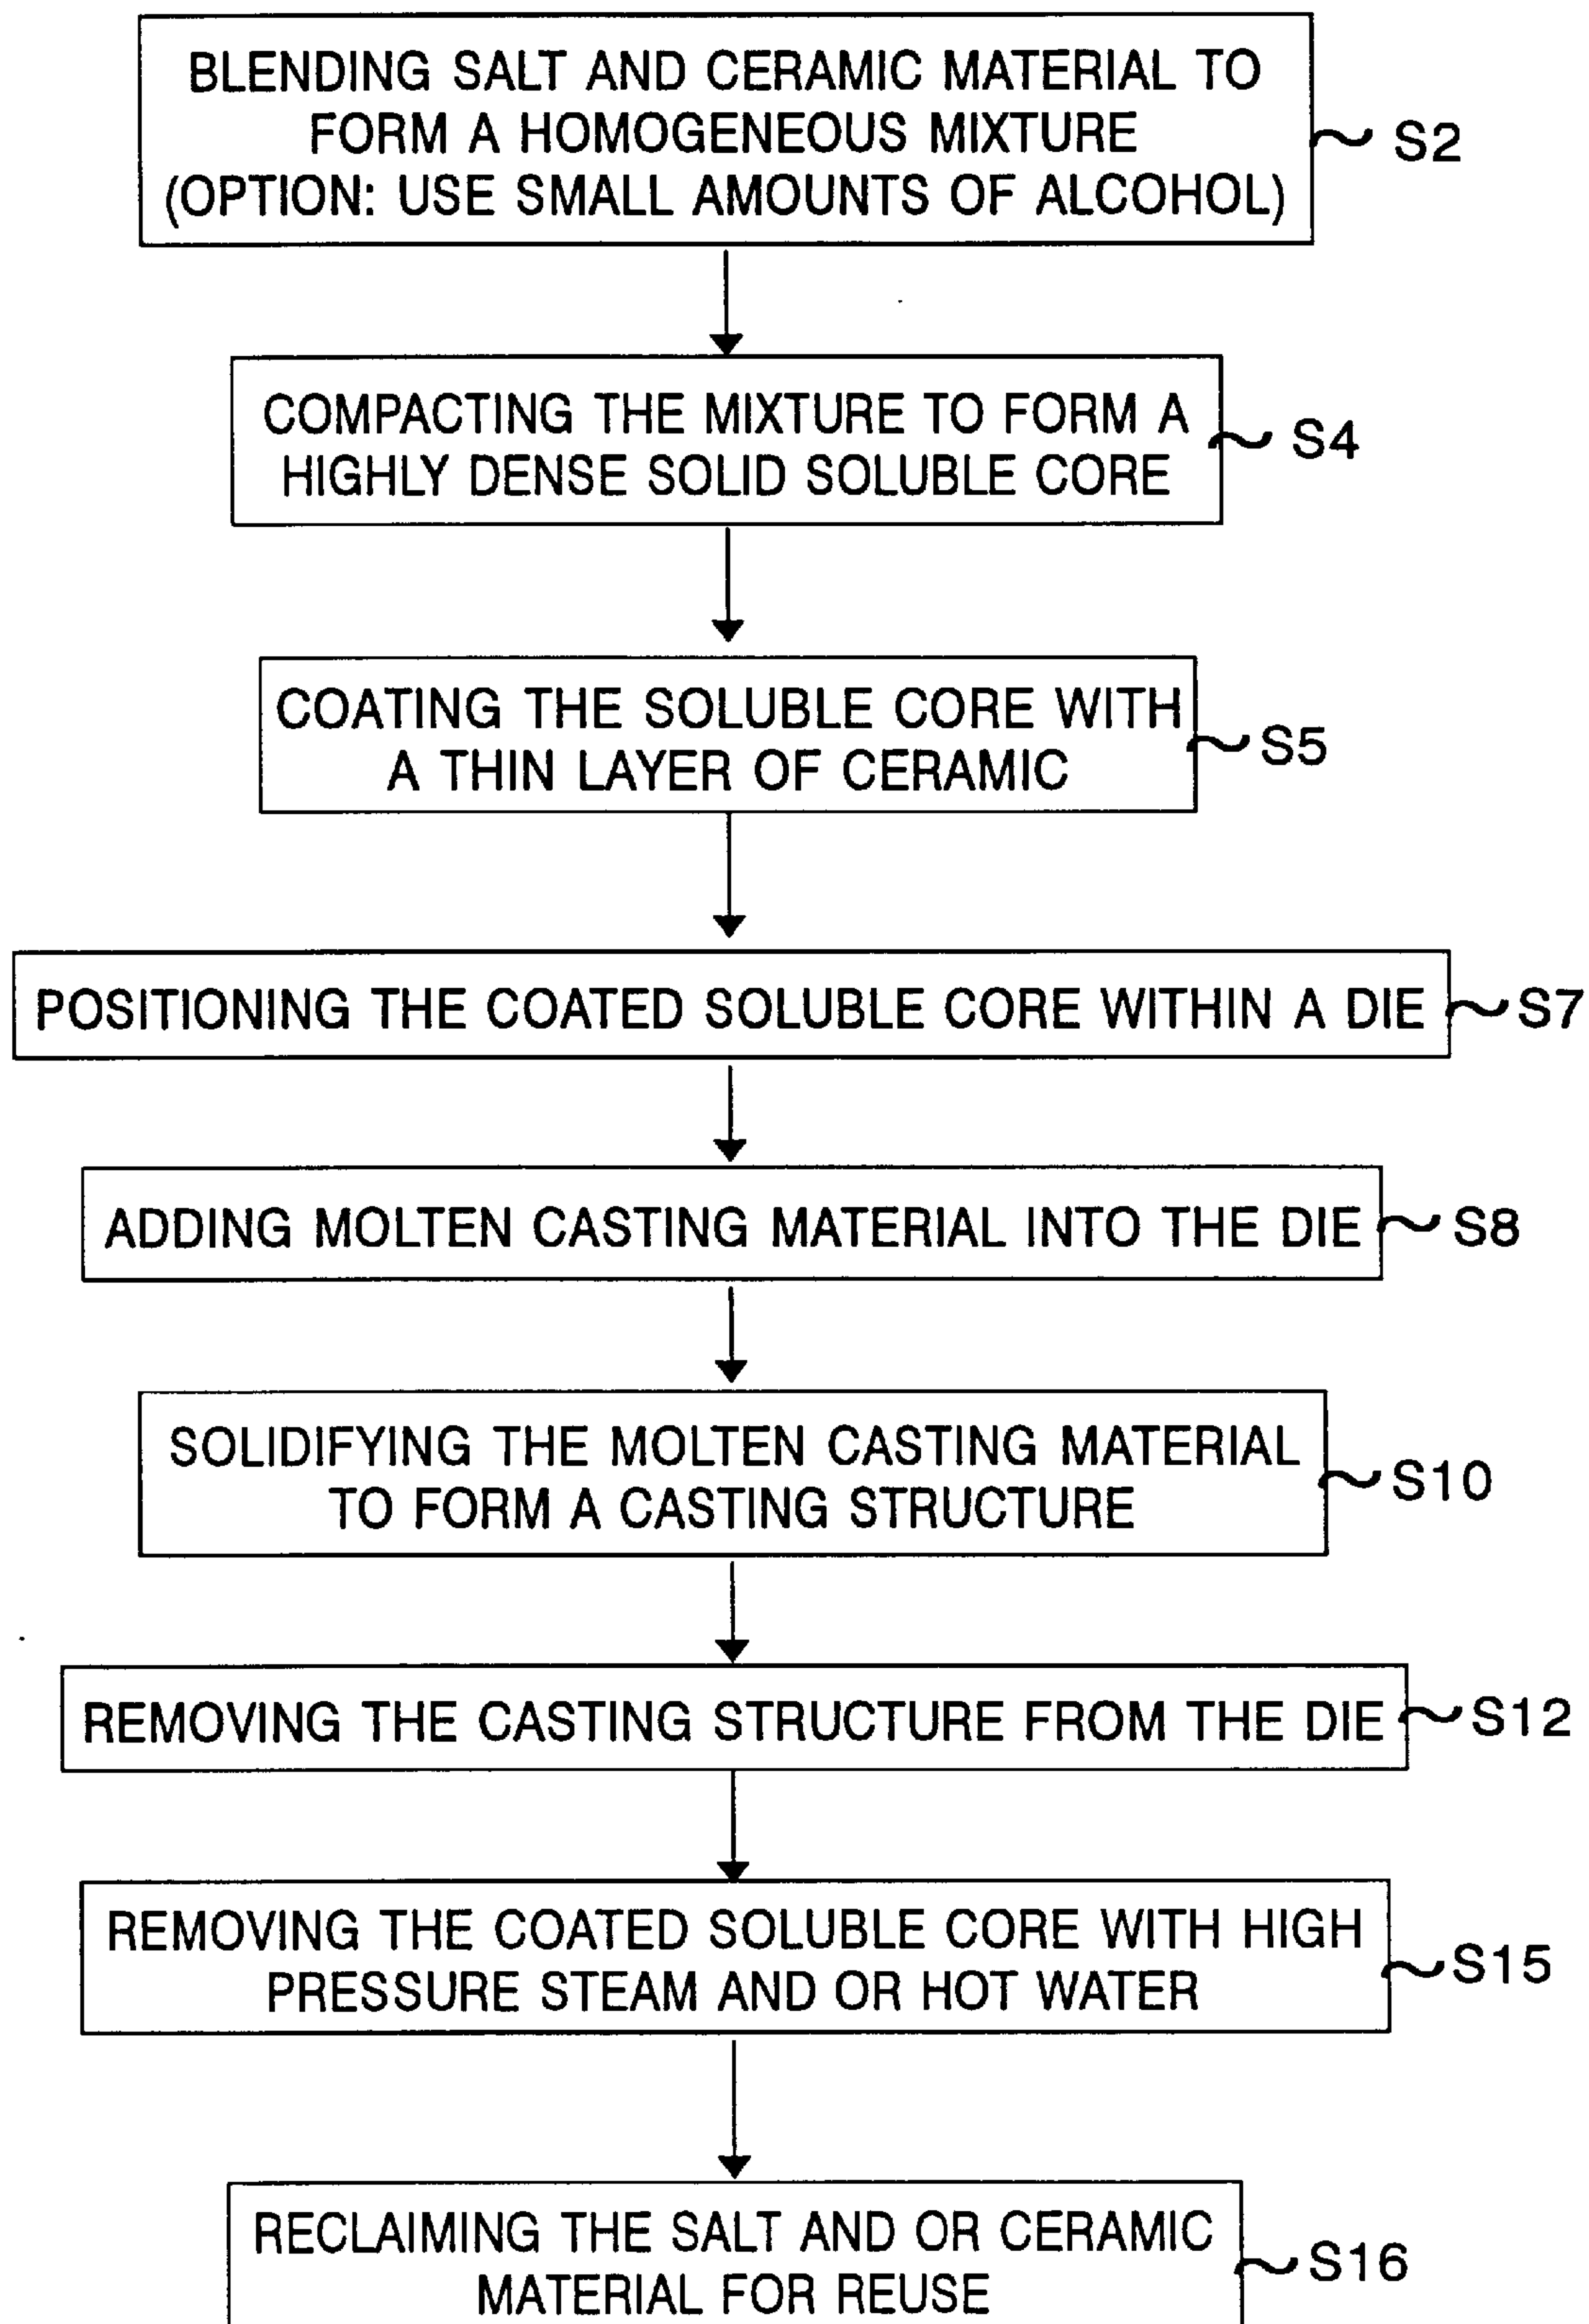 BLENDING SALT AND CERAMIC MATERIAL TO
FORM A HOMOGENEOUS MIXTURE
(OPTION: USE SMALL AMOUNTS OF ALCOHOL)
S2
COMPACTING THE MIXTURE TO FORM A
HIGHLY DENSE SOLID SOLUBLE CORE
S4
COATING THE SOLUBLE CORE WITH
A THIN LAYER OF CERAMIC
S5
POSITIONING THE COATED SOLUBLE CORE WITHIN A DIE
S7
ADDING MOLTEN CASTING MATERIAL INTO THE DIE
S8
SOLIDIFYING THE MOLTEN CASTING MATERIAL
TO FORM A CASTING STRUCTURE
S10
REMOVING THE CASTING STRUCTURE FROM THE DIE
S12
REMOVING THE COATED SOLUBLE CORE WITH HIGH
PRESSURE STEAM AND OR HOT WATER
S15
RECLAIMING THE SALT AND OR CERAMIC
MATERIAL FOR REUSE
S16